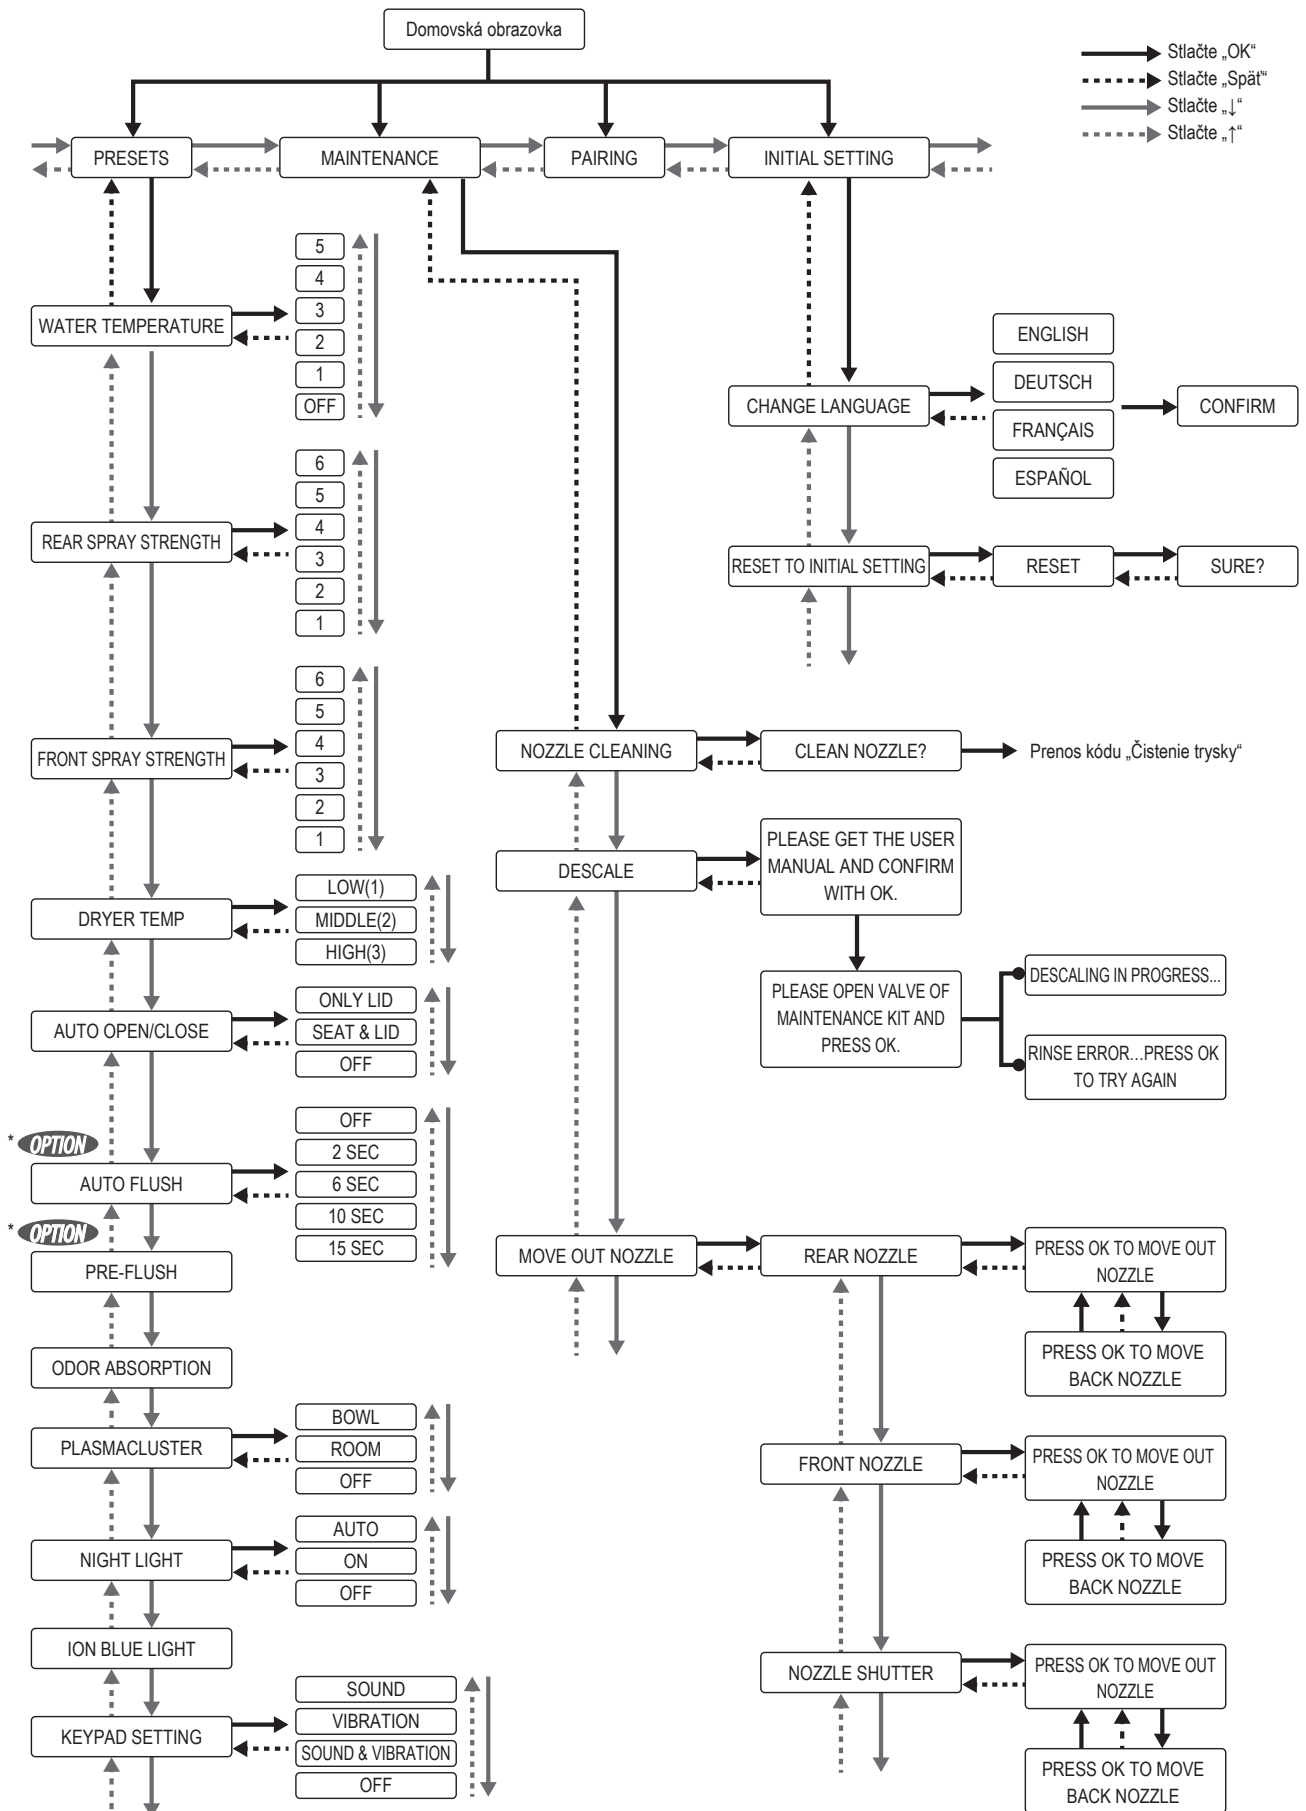 Domovská obrazovka
Stlačte „OK“
Stlačte „Späť“
Stlačte „↓“
Stlačte „↑“
PRESETS
MAINTENANCE
PAIRING
INITIAL SETTING
WATER TEMPERATURE
5
4
3
2
1
OFF
REAR SPRAY STRENGTH
6
5
4
3
2
1
FRONT SPRAY STRENGTH
6
5
4
3
2
1
DRYER TEMP
LOW(1)
MIDDLE(2)
HIGH(3)
AUTO OPEN/CLOSE
ONLY LID
SEAT & LID
OFF
* OPTION
AUTO FLUSH
OFF
2 SEC
6 SEC
10 SEC
15 SEC
* OPTION
PRE-FLUSH
ODOR ABSORPTION
PLASMACLUSTER
BOWL
ROOM
OFF
NIGHT LIGHT
AUTO
ON
OFF
ION BLUE LIGHT
KEYPAD SETTING
SOUND
VIBRATION
SOUND & VIBRATION
OFF
NOZZLE CLEANING
CLEAN NOZZLE?
Prenos kódu „Čistenie trysky“
DESCALE
PLEASE GET THE USER
MANUAL AND CONFIRM
WITH OK.
PLEASE OPEN VALVE OF
MAINTENANCE KIT AND
PRESS OK.
DESCALING IN PROGRESS...
RINSE ERROR...PRESS OK
TO TRY AGAIN
MOVE OUT NOZZLE
REAR NOZZLE
PRESS OK TO MOVE OUT
NOZZLE
PRESS OK TO MOVE
BACK NOZZLE
FRONT NOZZLE
PRESS OK TO MOVE OUT
NOZZLE
PRESS OK TO MOVE
BACK NOZZLE
NOZZLE SHUTTER
PRESS OK TO MOVE OUT
NOZZLE
PRESS OK TO MOVE
BACK NOZZLE
CHANGE LANGUAGE
ENGLISH
DEUTSCH
FRANÇAIS
ESPAÑOL
CONFIRM
RESET TO INITIAL SETTING
RESET
SURE?